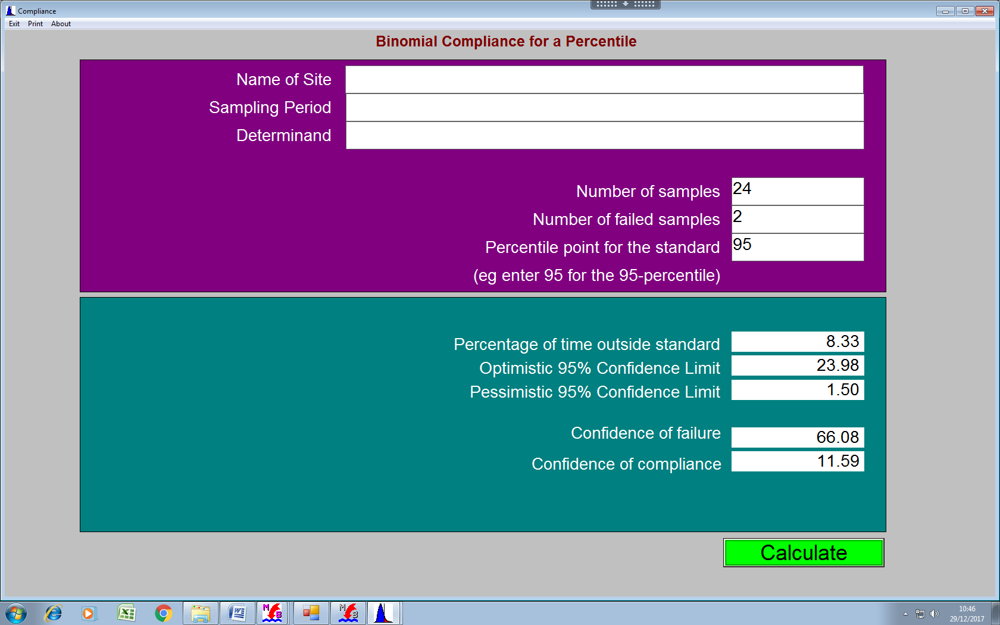 Compliance
Exit Print About
Binomial Compliance for a Percentile
Name of Site
Sampling Period
Determinand
Number of samples 24
Number of failed samples 2
Percentile point for the standard 95
(eg enter 95 for the 95-percentile)
Percentage of time outside standard 8.33
Optimistic 95% Confidence Limit 23.98
Pessimistic 95% Confidence Limit 1.50
Confidence of failure 66.08
Confidence of compliance 11.59
Calculate
M B
M B
10:46
29/12/2017